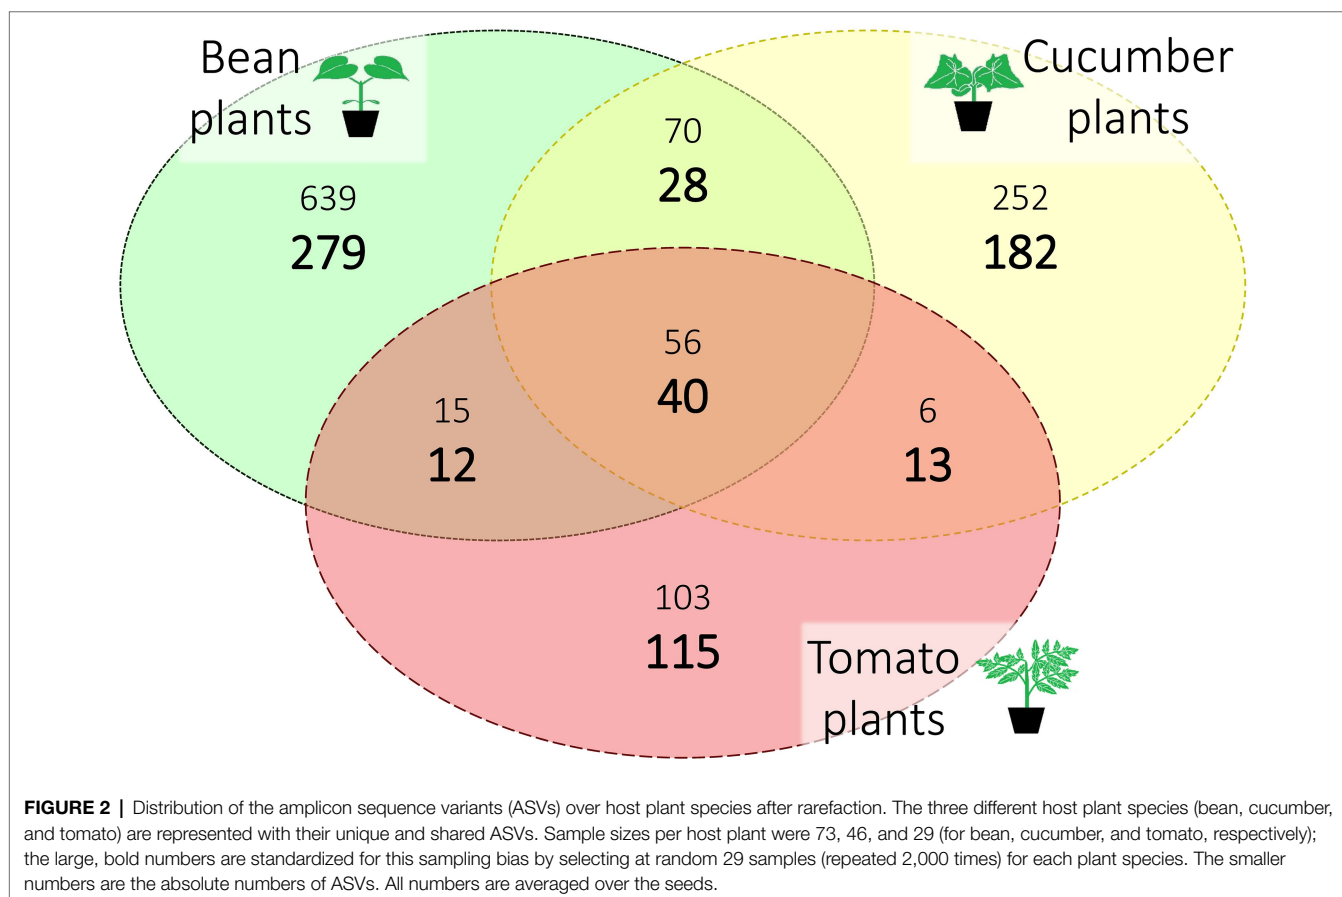 Bean
plants
Cucumber
plants
70
28
639
279
252
182
56
40
15
12
6
13
103
115
Tomato
plants
FIGURE 2 | Distribution of the amplicon sequence variants (ASVs) over host plant species after rarefaction. The three different host plant species (bean, cucumber,
and tomato) are represented with their unique and shared ASVs. Sample sizes per host plant were 73, 46, and 29 (for bean, cucumber, and tomato, respectively);
the large, bold numbers are standardized for this sampling bias by selecting at random 29 samples (repeated 2,000 times) for each plant species. The smaller
numbers are the absolute numbers of ASVs. All numbers are averaged over the seeds.